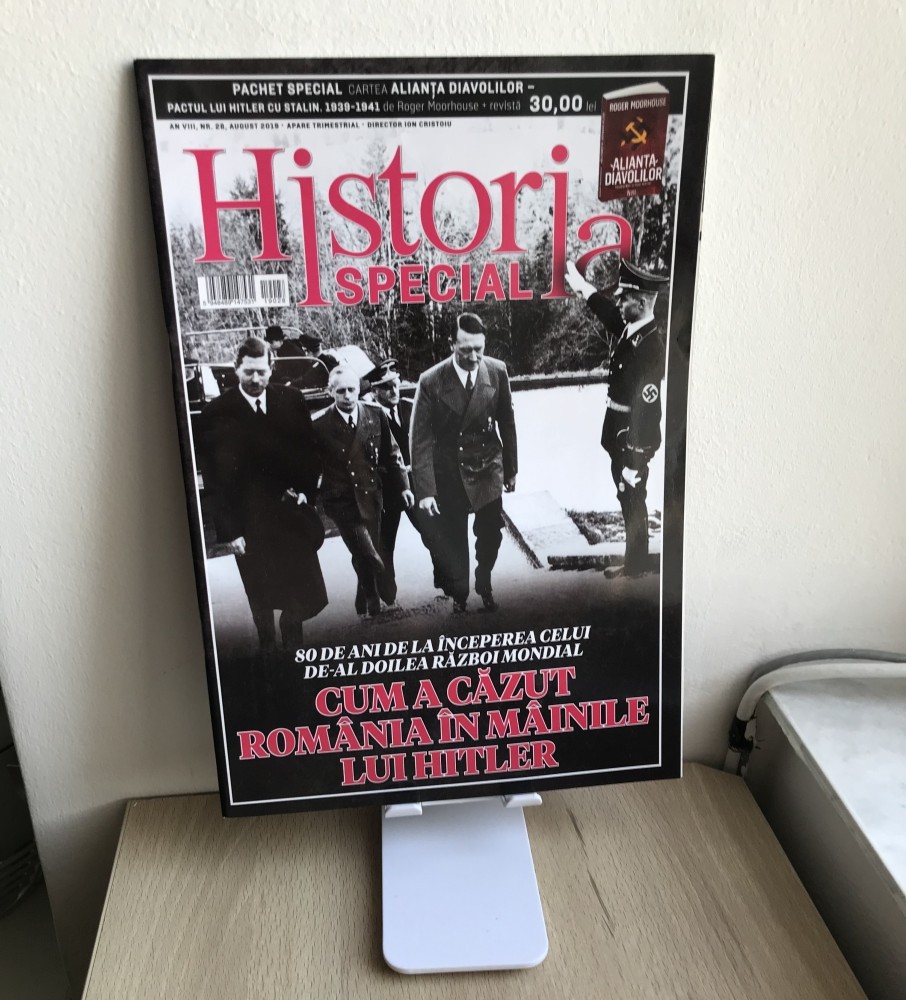 PACHET SPECIAL CARTEA ALIANȚA DIAVOLILOR –
PACTUL LUI HITLER CU STALIN. 1939-1941 de Roger Moorhouse + revistă 30,00 lei
AN VIII, NR. 28, AUGUST 2019 • APARE TRIMESTRIAL • DIRECTOR ION CRISTOIU
ROGER MOORHOUSE
ALIANȚA
DIAVOLILOR
Historia
SPECIAL
80 DE ANI DE LA ÎNCEPEREA CELUI
DE-AL DOILEA RĂZBOI MONDIAL
CUM A CĂZUT
ROMÂNIA ÎN MÂINILE
LUI HITLER